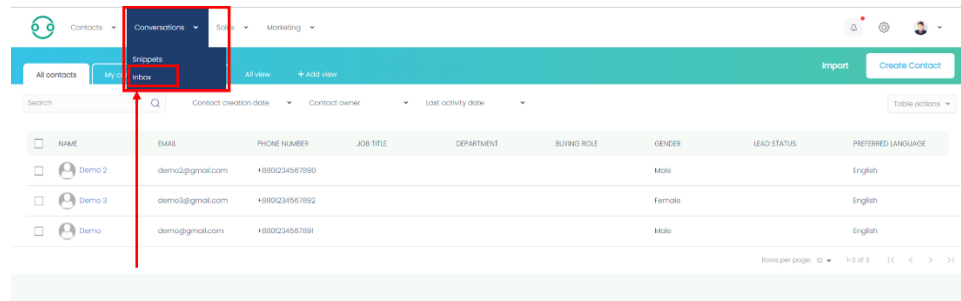 Contacts Conversations Sales Marketing
Snippets
Inbox
All contacts My co All view + Add view Import Create Contact
Search Contact creation date Contact owner Last activity date Table actions
NAME EMAIL PHONE NUMBER JOB TITLE DEPARTMENT BUYING ROLE GENDER LEAD STATUS PREFERRED LANGUAGE
Demo 2 demo2@gmail.com +8801234567890 Male English
Demo 3 demo3@gmail.com +8801234567892 Female English
Demo demo@gmail.com +8801234567891 Male English
Rows per page: 10 1-3 of 3